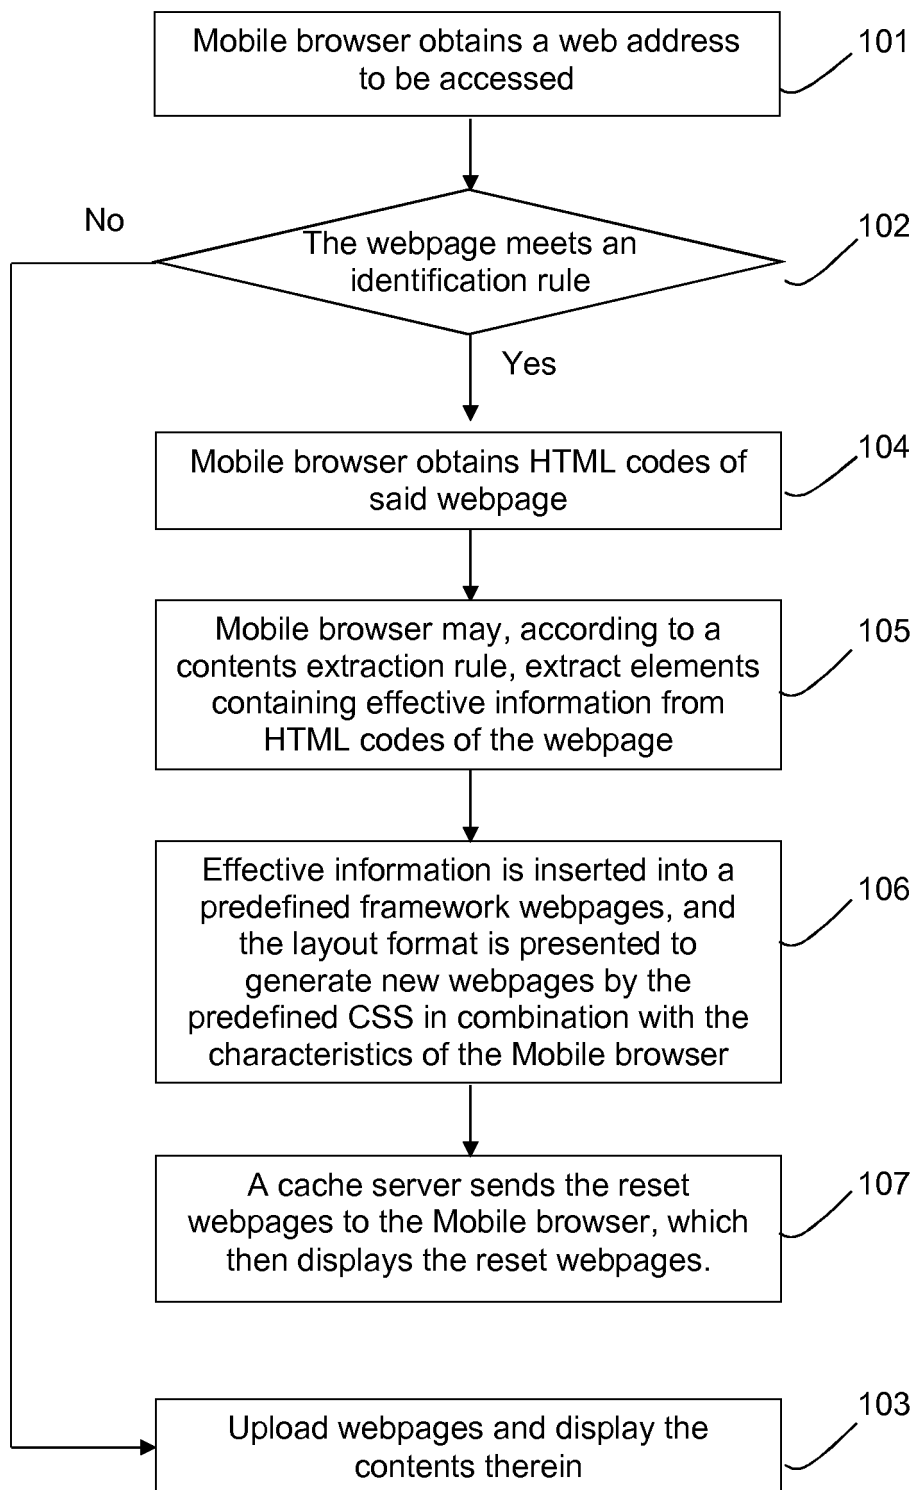 Mobile browser obtains a web address
to be accessed
101
No
The webpage meets an
identification rule
102
Yes
Mobile browser obtains HTML codes of
said webpage
104
Mobile browser may, according to a
contents extraction rule, extract elements
containing effective information from
HTML codes of the webpage
105
Effective information is inserted into a
predefined framework webpages, and
the layout format is presented to
generate new webpages by the
predefined CSS in combination with the
characteristics of the Mobile browser
106
A cache server sends the reset
webpages to the Mobile browser, which
then displays the reset webpages.
107
Upload webpages and display the
contents therein
103